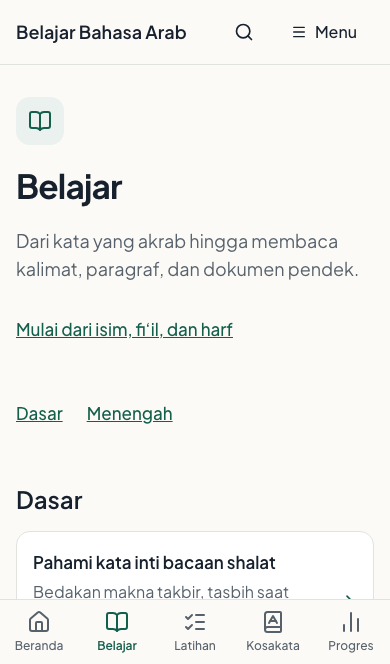 Belajar Bahasa Arab
Menu
Belajar
Dari kata yang akrab hingga membaca
kalimat, paragraf, dan dokumen pendek.
Mulai dari isim, fi‘il, dan harf
Dasar Menengah
Dasar
Pahami kata inti bacaan shalat
Bedakan makna takbir, tasbih saat
Beranda Belajar Latihan Kosakata Progres